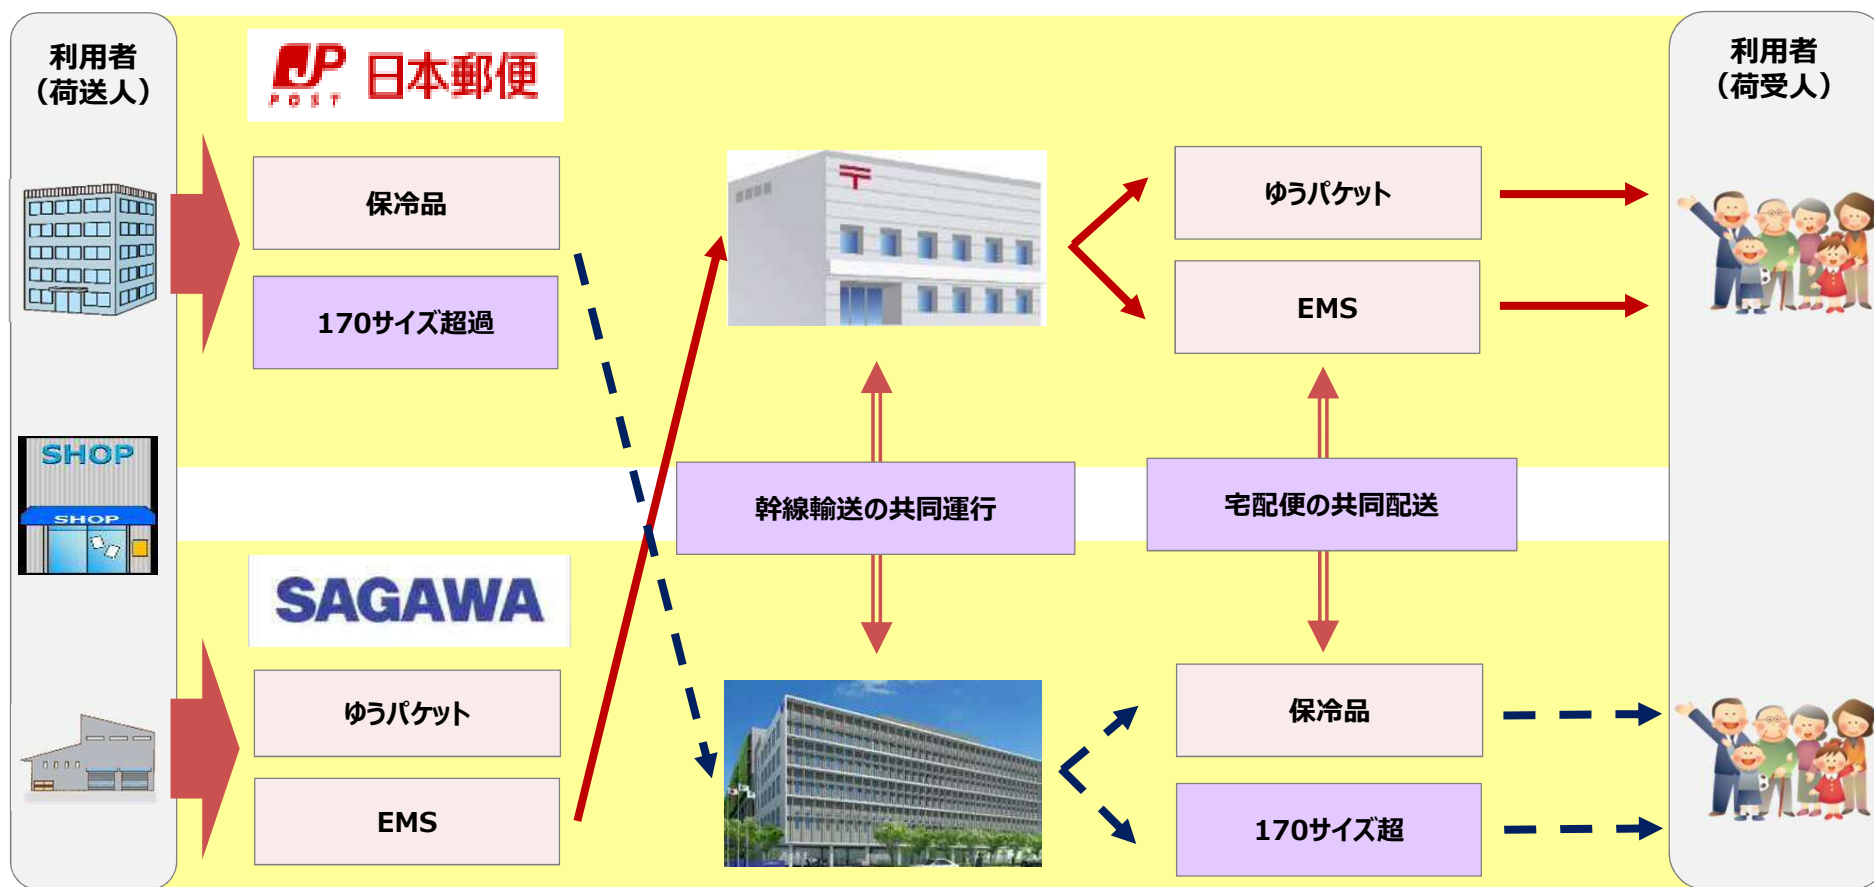 利用者
（荷送人）
JP
POST
日本郵便
利用者
（荷受人）
保冷品
170サイズ超過
〒
ゆうパケット
EMS
SHOP
SHOP
幹線輸送の共同運行
宅配便の共同配送
SAGAWA
ゆうパケット
EMS
保冷品
170サイズ超